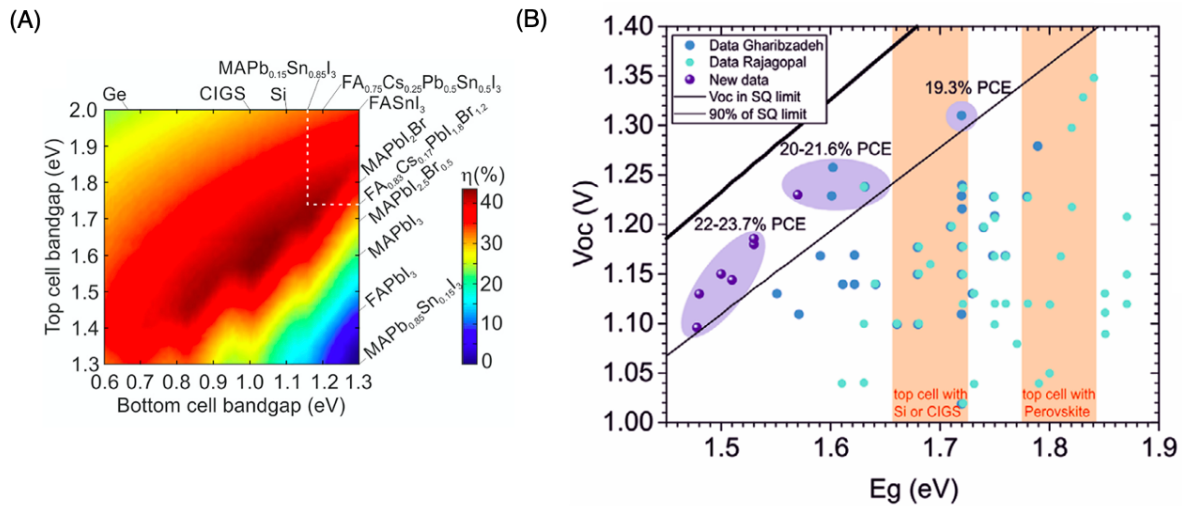 (A)
(B)
MAPb0.15Sn0.85I3
FA0.75Cs0.25Pb0.5Sn0.5I3
Ge
CIGS
Si
FASnI3
MAPbI2Br
FA0.83Cs0.17PbI1.8Br1.2
MAPbI2.5Br0.5
MAPbI3
FAPbI3
MAPb0.85Sn0.15I3
Top cell bandgap (eV)
2.0
1.9
1.8
1.7
1.6
1.5
1.4
1.3
0.6 0.7 0.8 0.9 1.0 1.1 1.2 1.3
Bottom cell bandgap (eV)
η(%)
40
30
20
10
0
Voc (V)
1.40
1.35
1.30
1.25
1.20
1.15
1.10
1.05
1.00
Data Gharibzadeh
Data Rajagopal
New data
Voc in SQ limit
90% of SQ limit
19.3% PCE
20-21.6% PCE
22-23.7% PCE
top cell with
Si or CIGS
top cell with
Perovskite
1.5 1.6 1.7 1.8 1.9
Eg (eV)